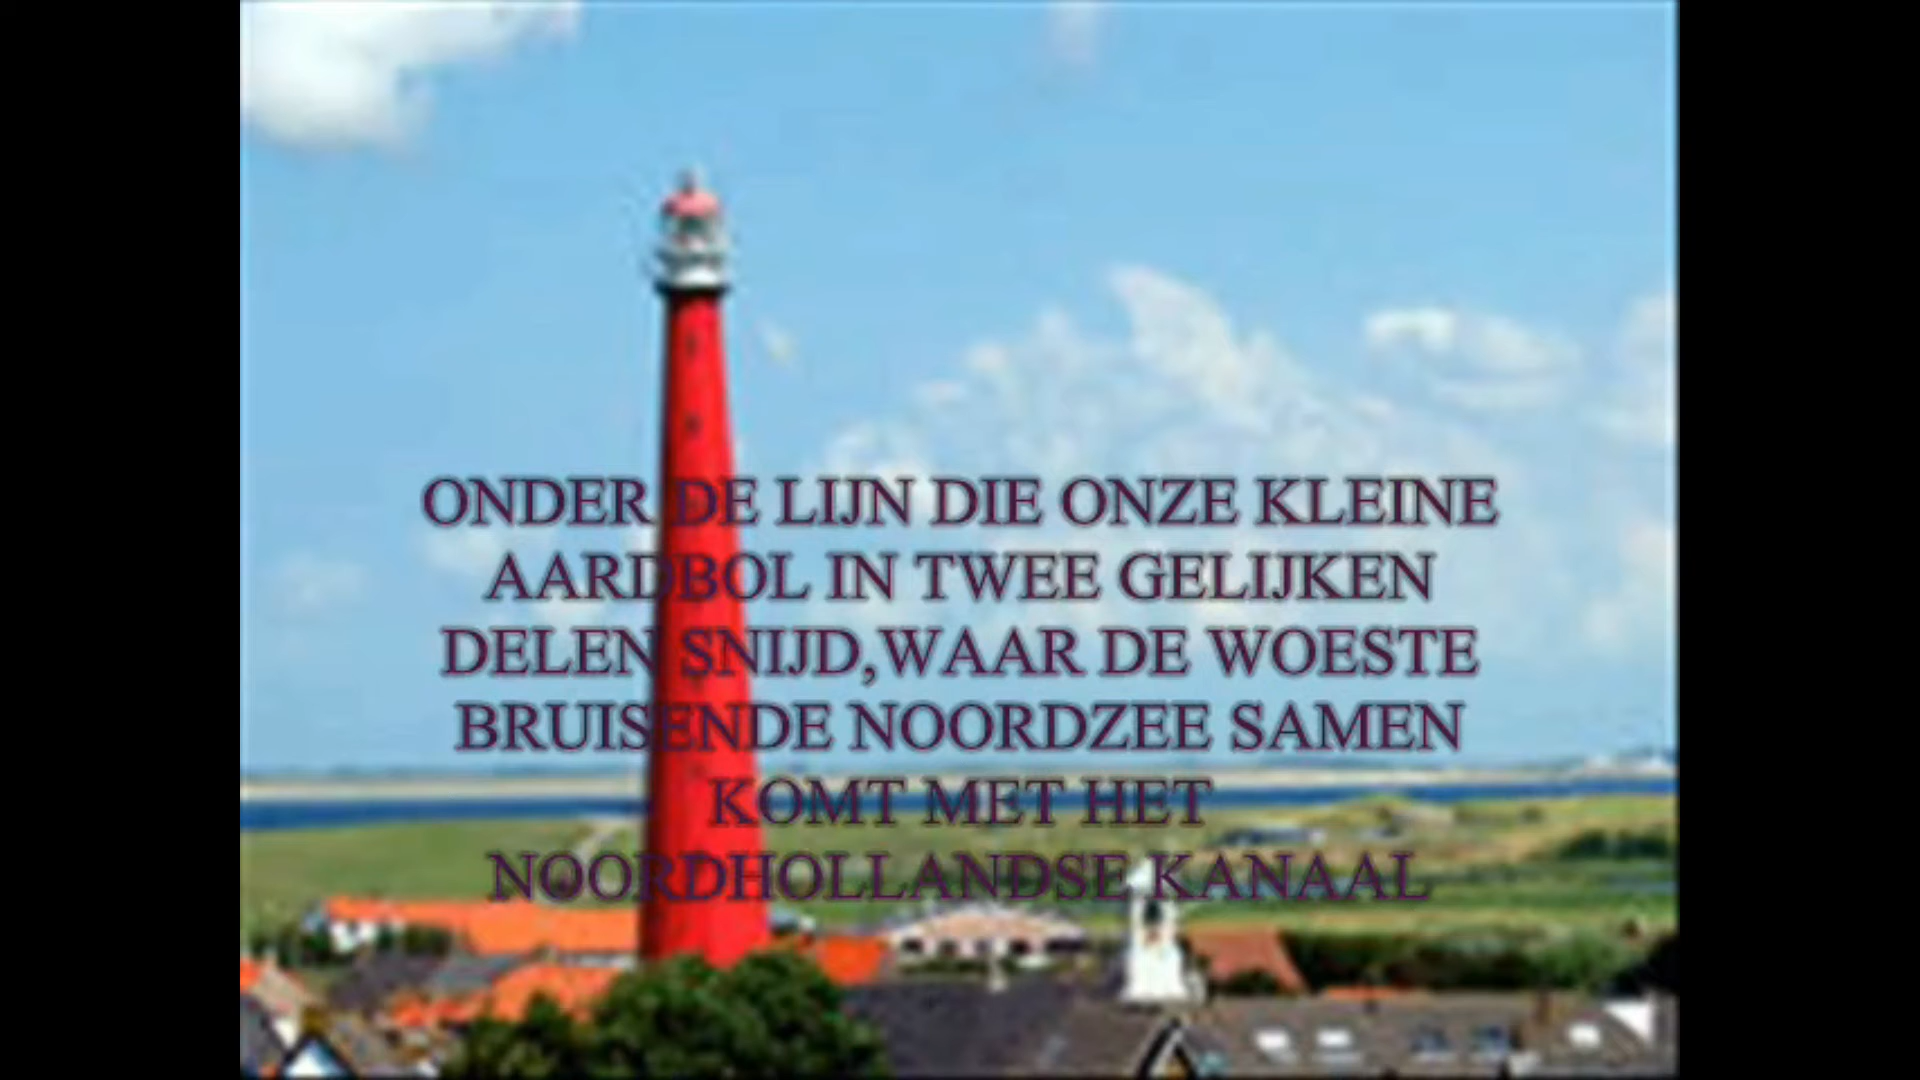 ONDER DE LIJN DIE ONZE KLEINE
AARDBOL IN TWEE GELIJKEN
DELEN SNIJD,WAAR DE WOESTE
BRUISENDE NOORDZEE SAMEN
KOMT MET HET
NOORDHOLLANDSE KANAAL